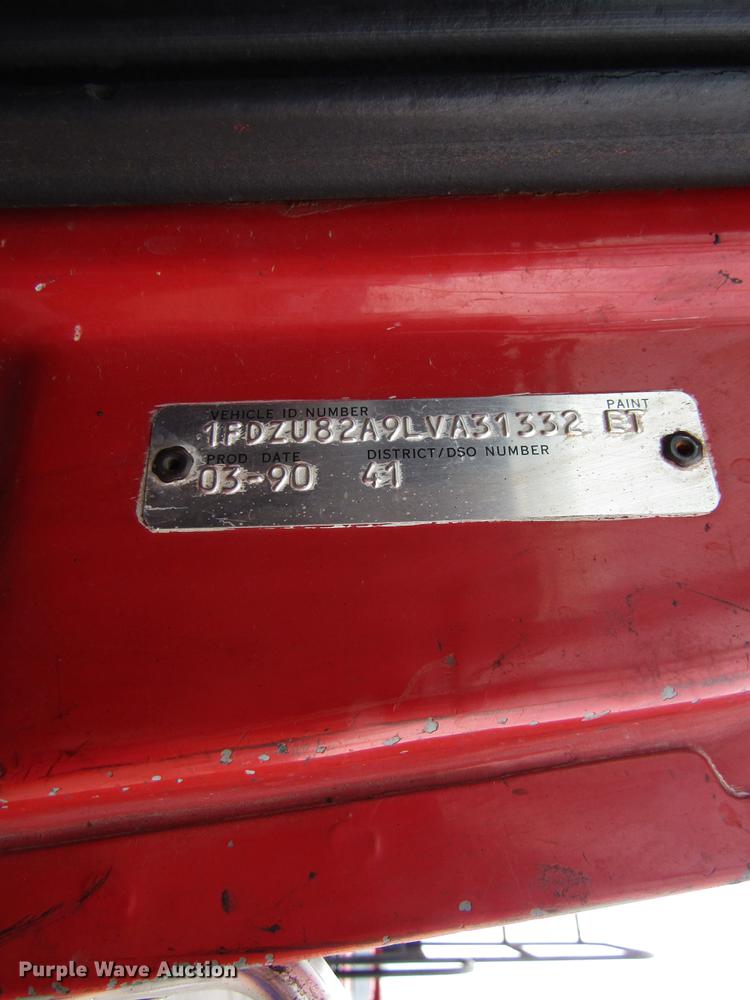 VEHICLE ID NUMBER PAINT
1FDZU82A9LVA31332 ET
PROD DATE DISTRICT/DSO NUMBER
03-90 41
Purple Wave Auction